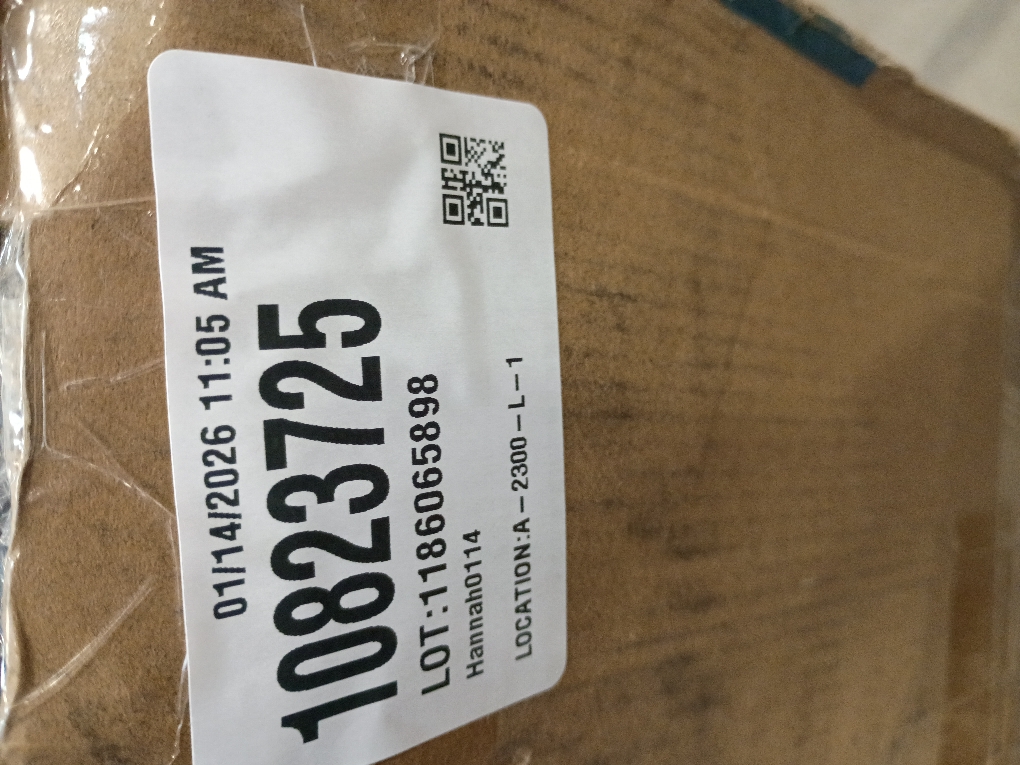 01/14/2026 11:05 AM
10823725
LOT:1186065898
Hannah0114
LOCATION:A-2300-L-1